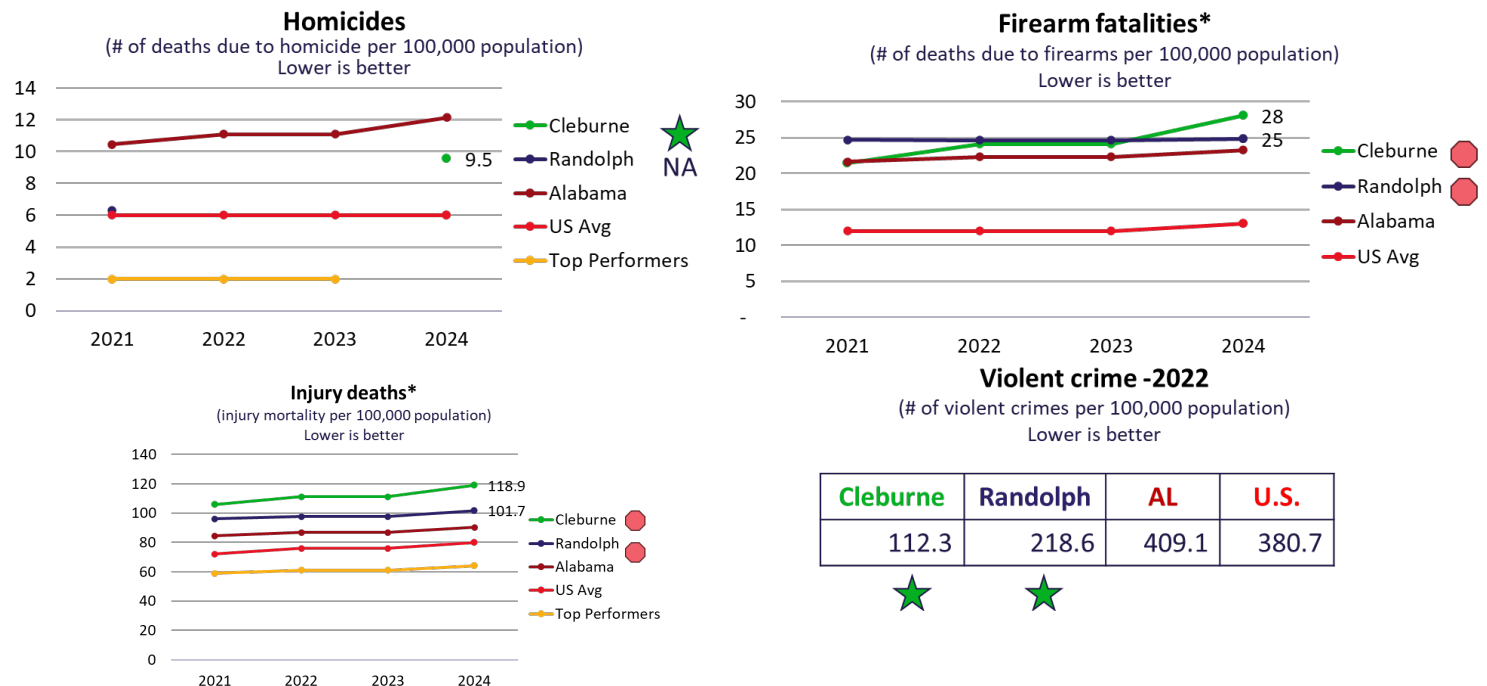 Homicides
(# of deaths due to homicide per 100,000 population)
Lower is better
14
12
10
8
6
4
2
0
9.5
2021 2022 2023 2024
Cleburne
Randolph
Alabama
US Avg
Top Performers
NA
Firearm fatalities*
(# of deaths due to firearms per 100,000 population)
Lower is better
30
25
20
15
10
5
-
28
25
2021 2022 2023 2024
Cleburne
Randolph
Alabama
US Avg
Injury deaths*
(injury mortality per 100,000 population)
Lower is better
140
120
100
80
60
40
20
0
118.9
101.7
2021 2022 2023 2024
Cleburne
Randolph
Alabama
US Avg
Top Performers
Violent crime -2022
(# of violent crimes per 100,000 population)
Lower is better
Cleburne Randolph AL U.S.
112.3 218.6 409.1 380.7